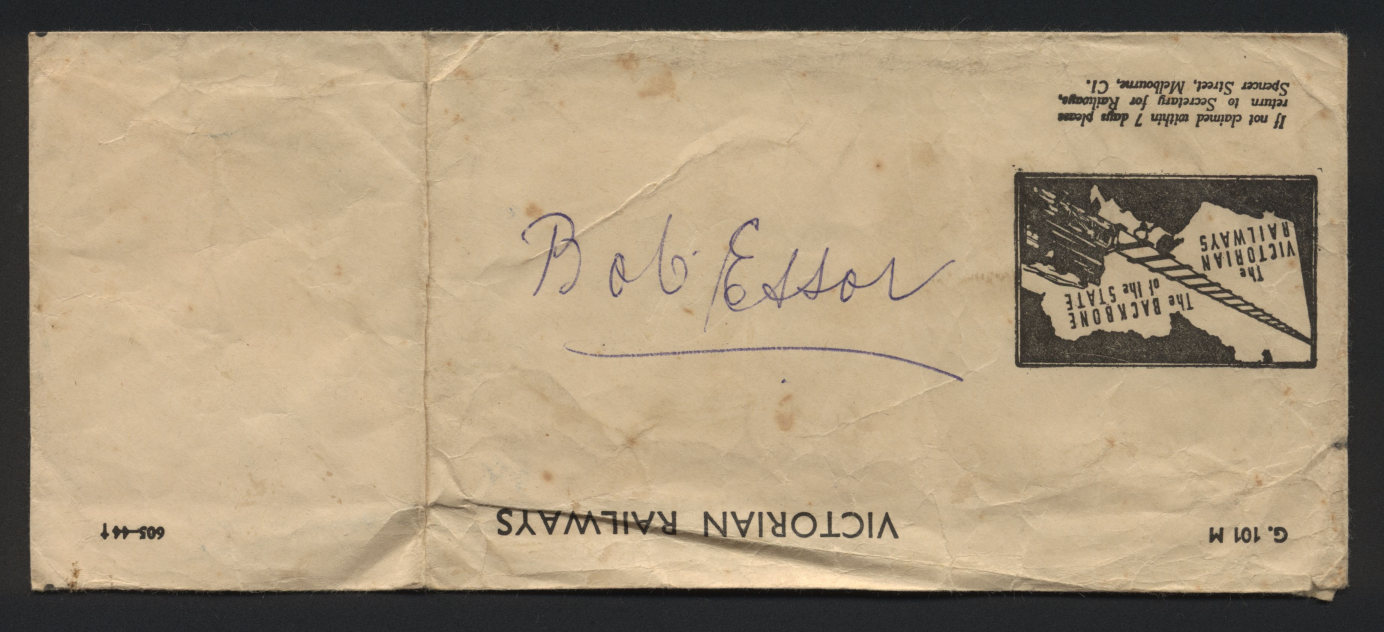 G. 101 M
VICTORIAN RAILWAYS
605-44
The BACKBONE
of the STATE
The
VICTORIAN
RAILWAYS
If not claimed within 7 days please
return to Secretary for Railways,
Spencer Street, Melbourne, C1.
Bob Essor